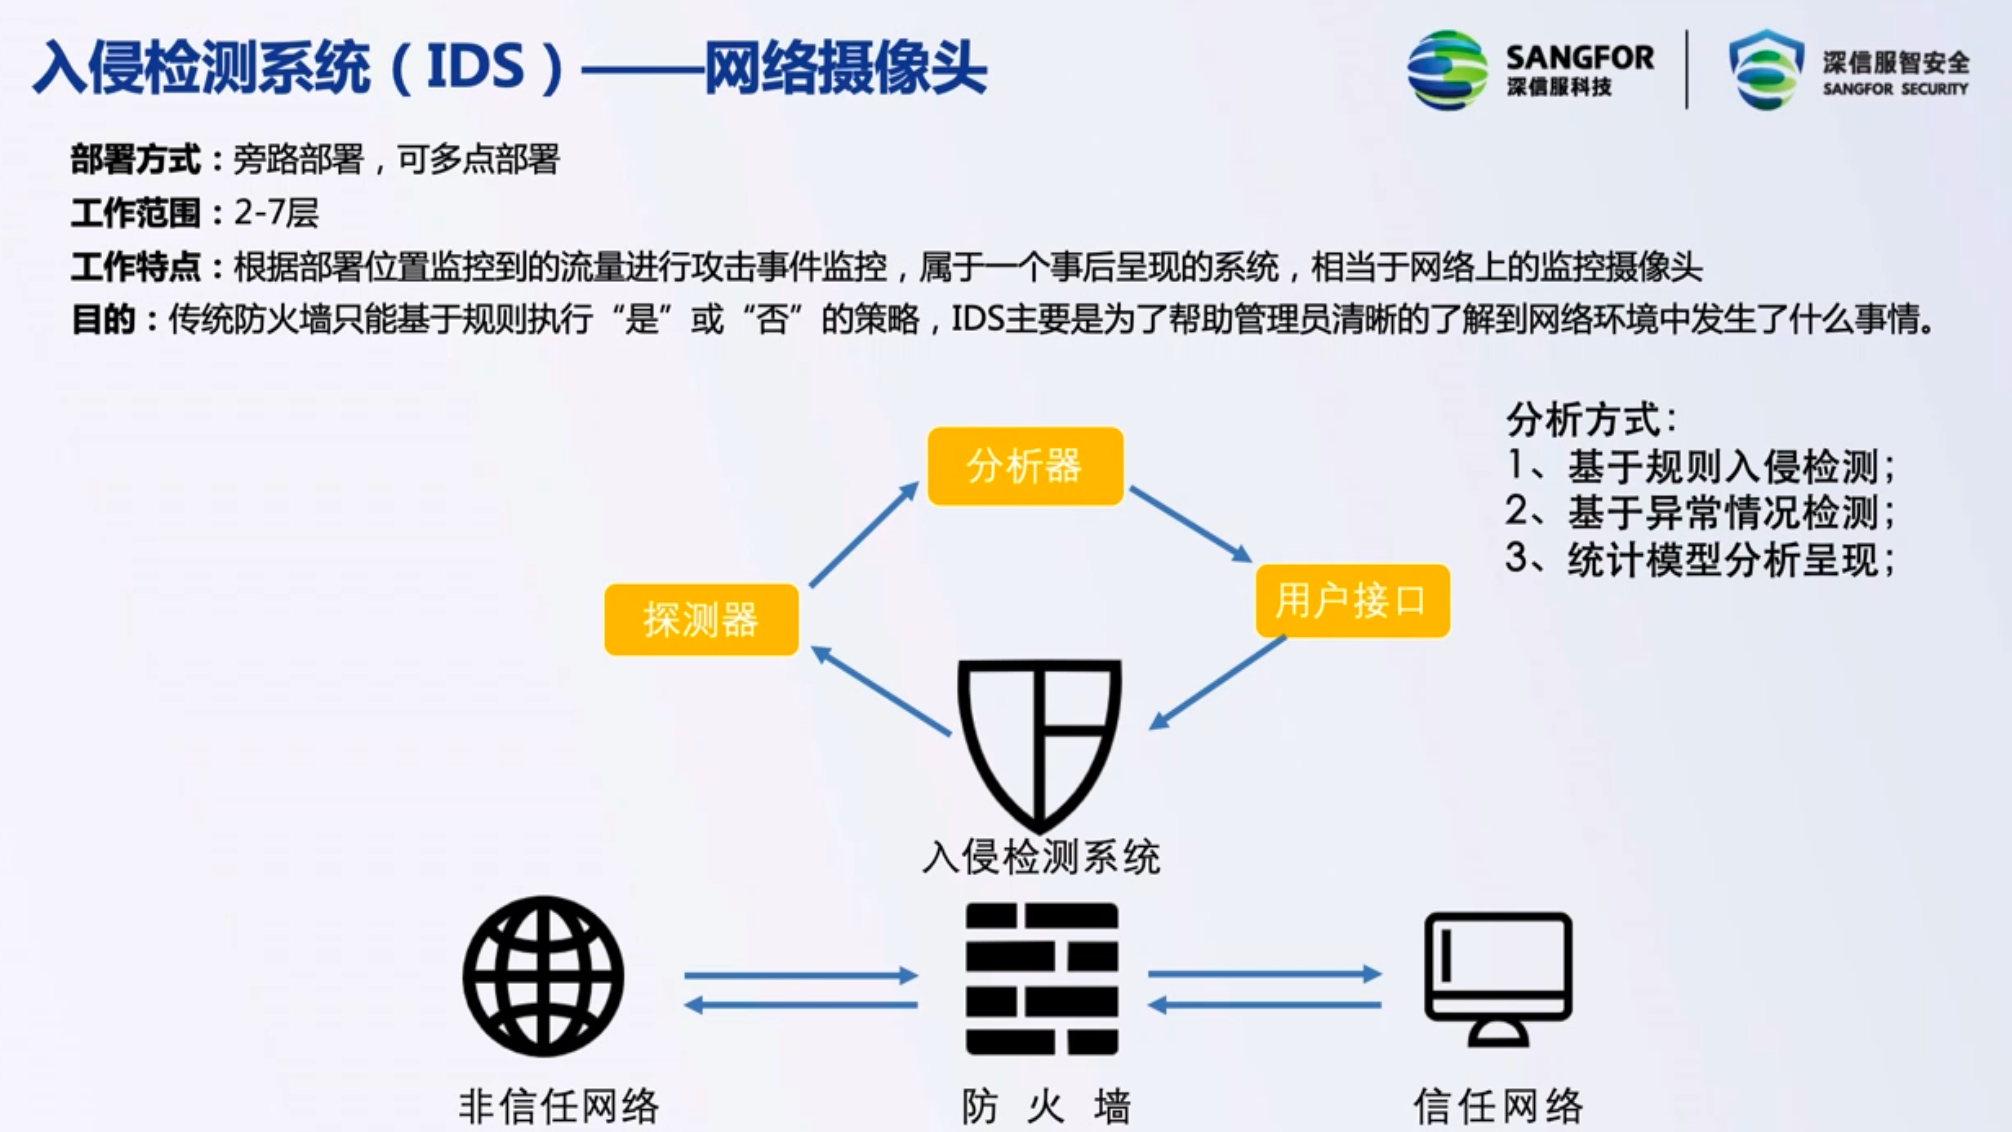 入侵检测系统（IDS）——网络摄像头
SANGFOR
深信服科技
深信服智安全
SANGFOR SECURITY
部署方式：旁路部署，可多点部署
工作范围：2-7层
工作特点：根据部署位置监控到的流量进行攻击事件监控，属于一个事后呈现的系统，相当于网络上的监控摄像头
目的：传统防火墙只能基于规则执行“是”或“否”的策略，IDS主要是为了帮助管理员清晰的了解到网络环境中发生了什么事情。
分析方式：
1、基于规则入侵检测；
2、基于异常情况检测；
3、统计模型分析呈现；
分析器
探测器
用户接口
入侵检测系统
非信任网络
防 火 墙
信任网络